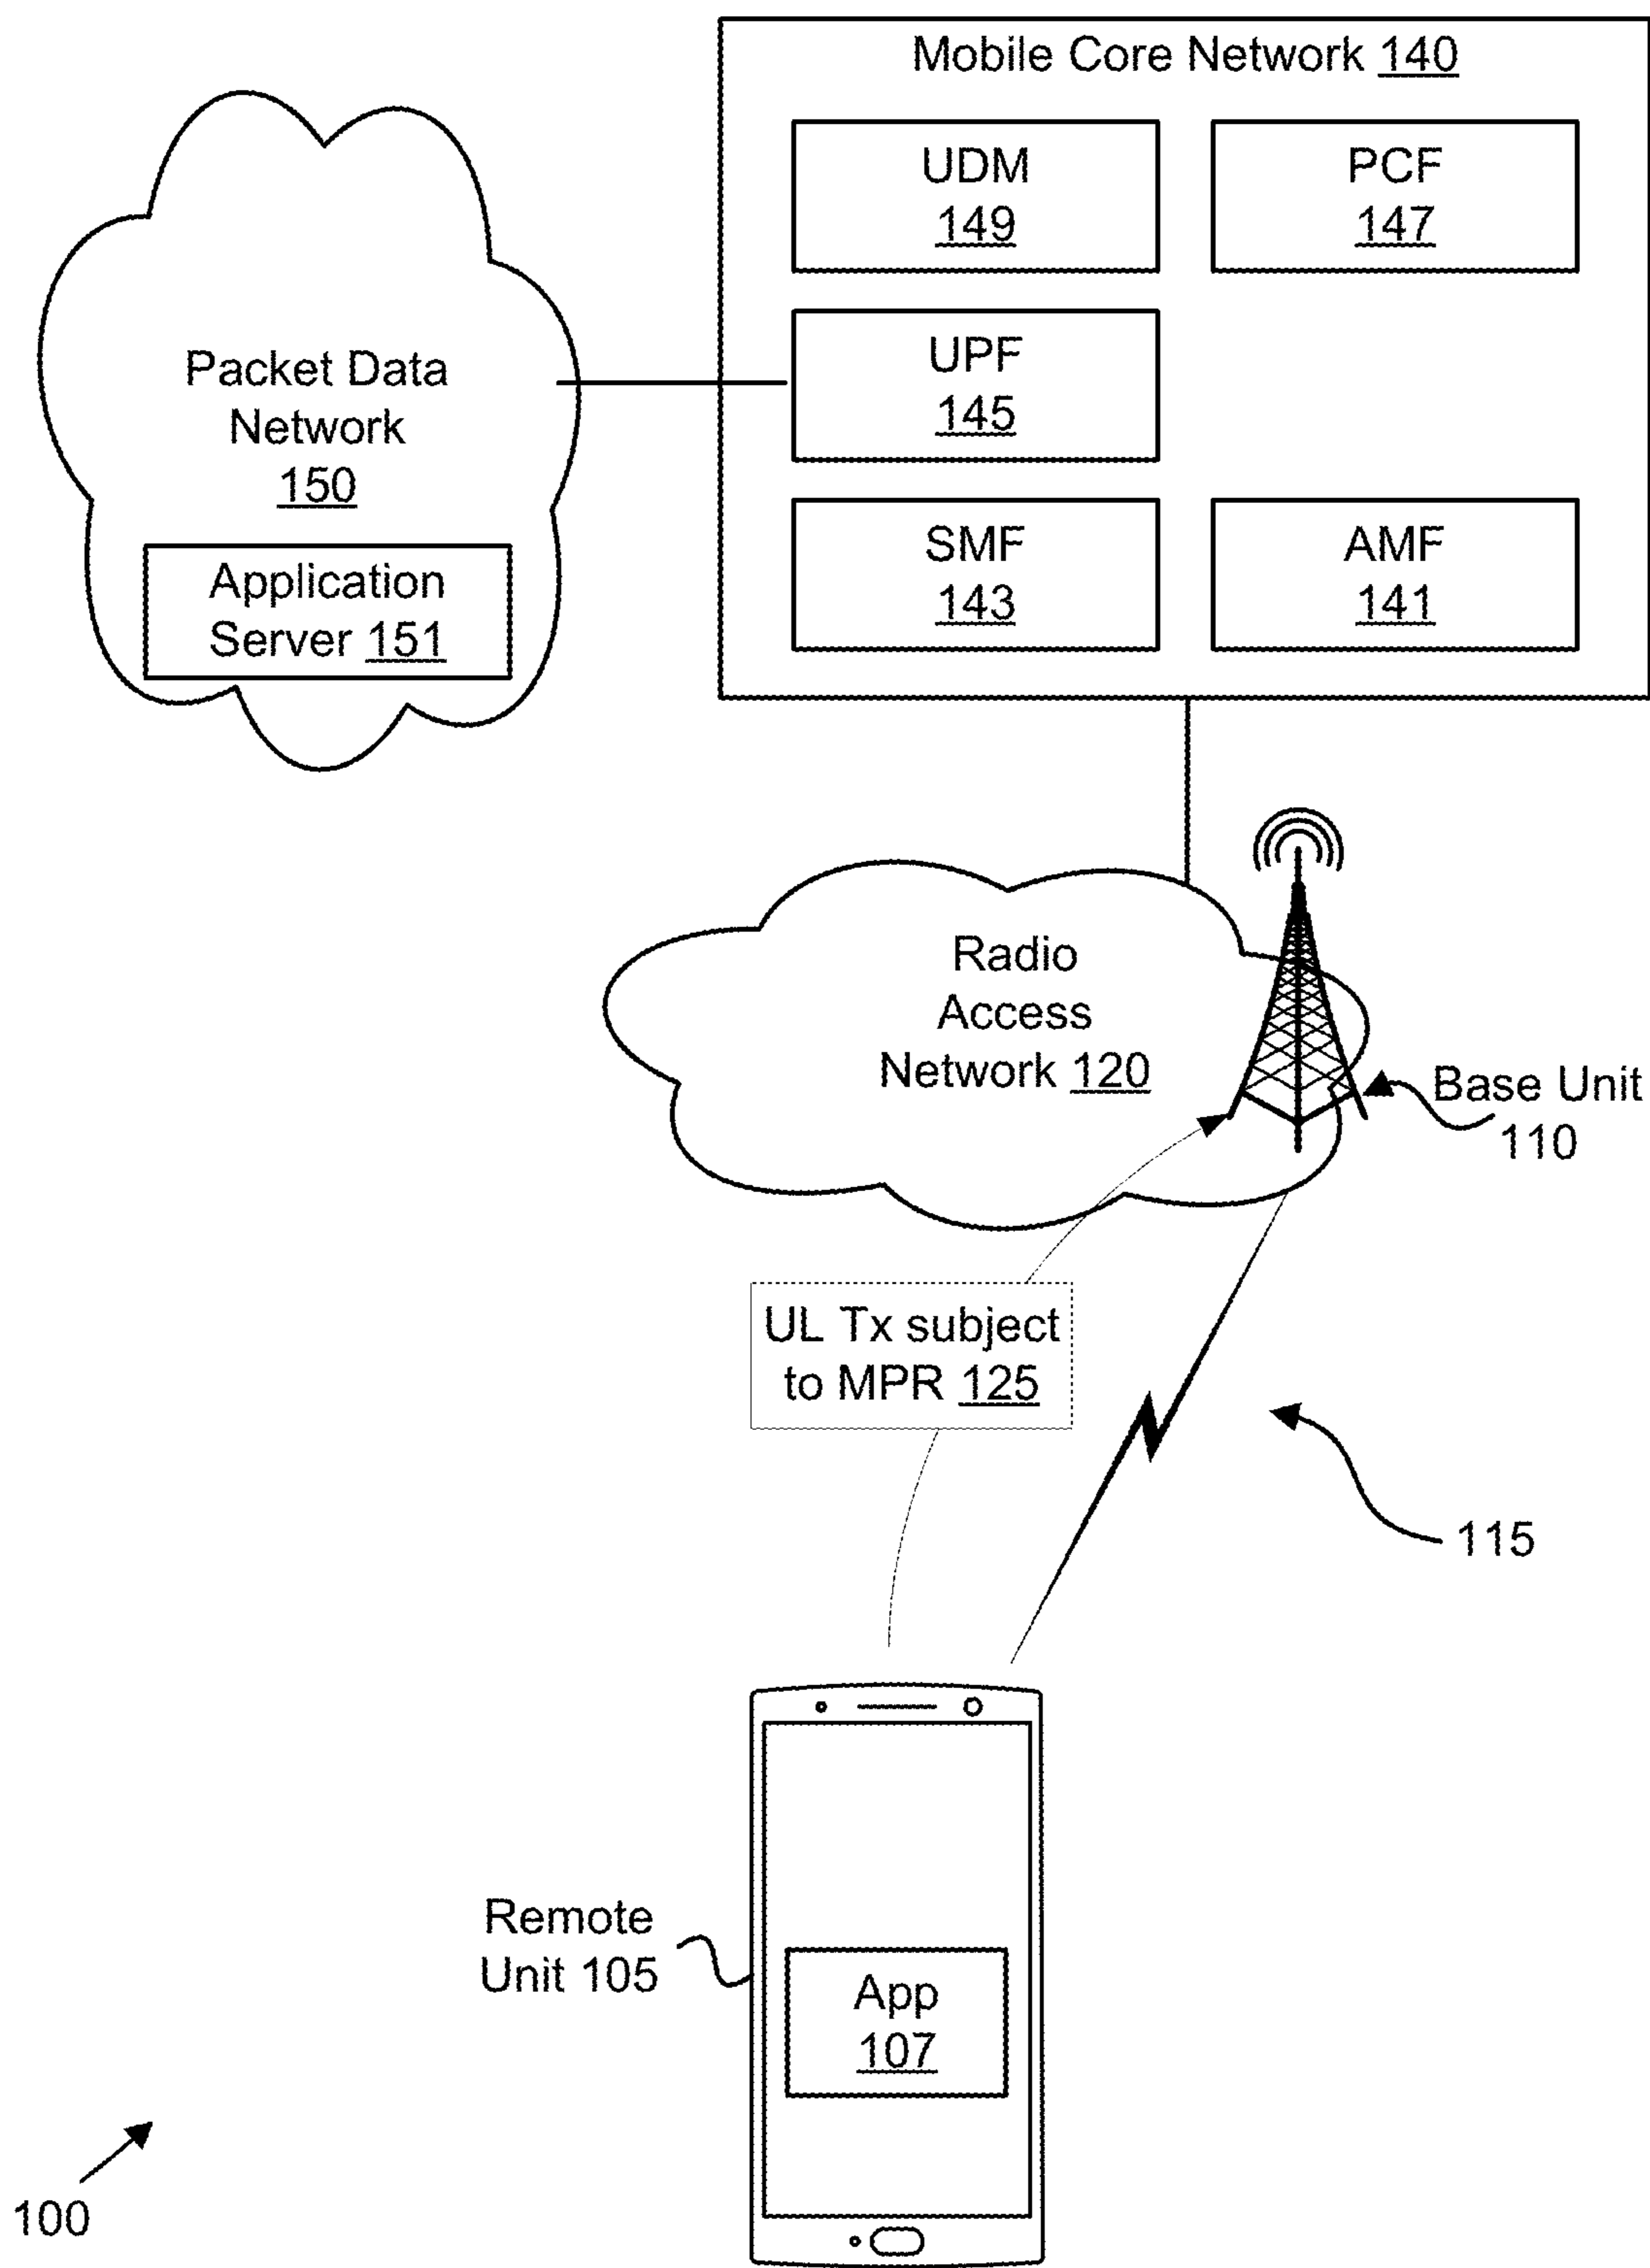 Mobile Core Network 140
UDM
149
PCF
147
UPF
145
SMF
143
AMF
141
Packet Data
Network
150
Application
Server 151
Radio
Access
Network 120
Base Unit
110
UL Tx subject
to MPR 125
115
Remote
Unit 105
App
107
100